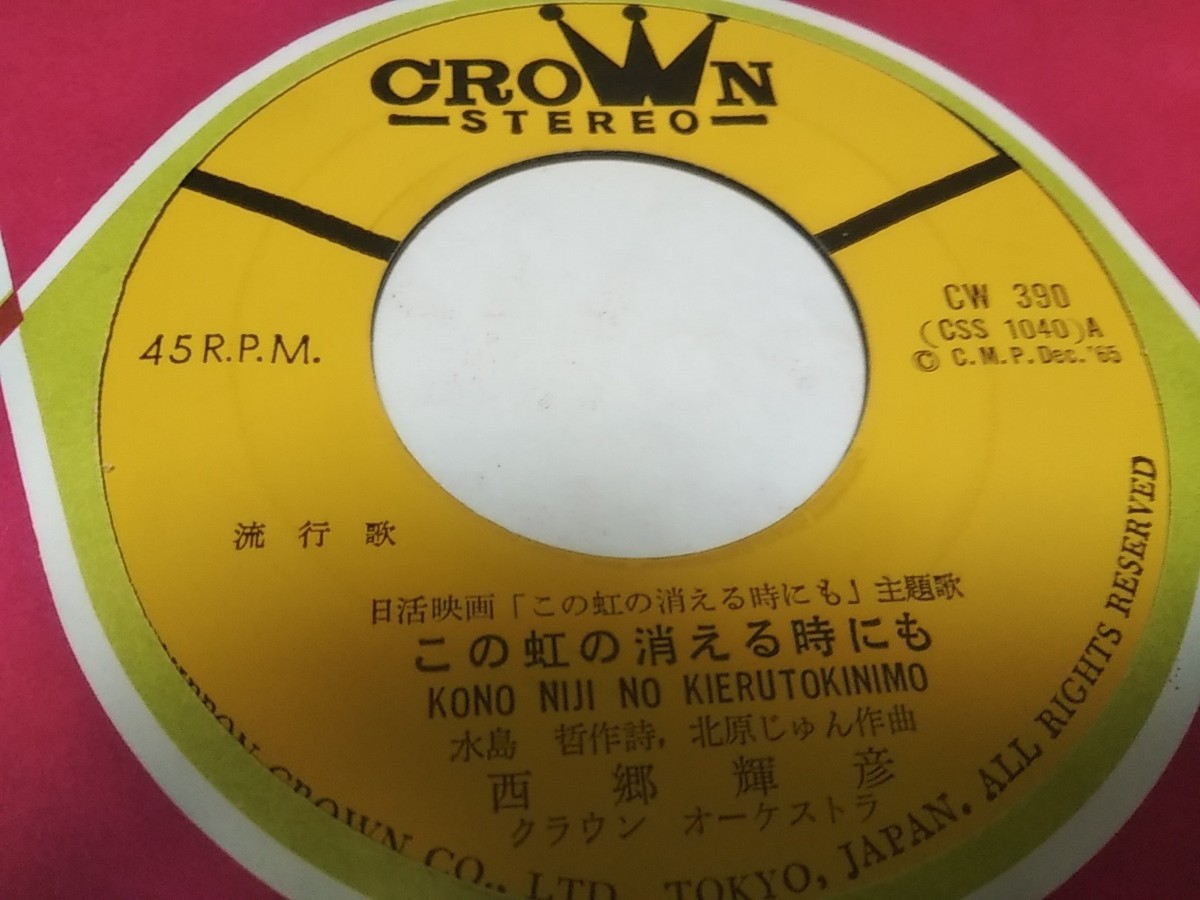 CROWN
STEREO
45 R.P.M.
CW 390
(CSS 1040)A
© C.M.P. Dec.'65
流行歌
日活映画「この虹の消える時にも」主題歌
この虹の消える時にも
KONO NIJI NO KIERUTOKINIMO
水島 哲作詩, 北原じゅん作曲
西郷輝彦
クラウン オーケストラ
CROWN CO., LTD. TOKYO, JAPAN. ALL RIGHTS RESERVED